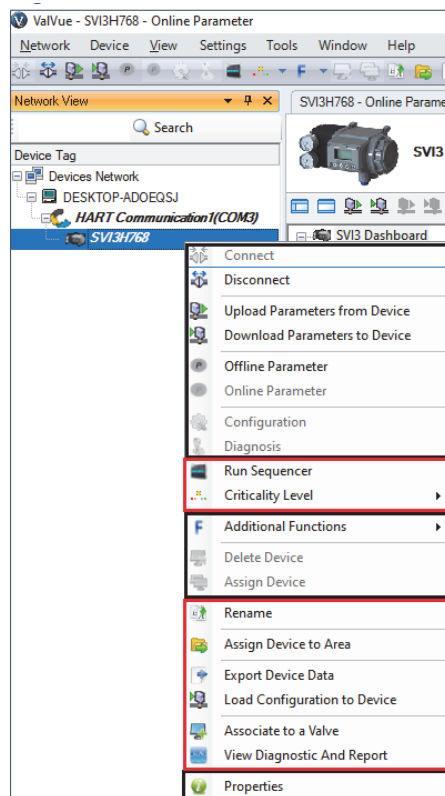 ValVue - SVI3H768 - Online Parameter
Network Device View Settings Tools Window Help
Network View
SVI3H768 - Online Parame
Search
SVI3
Device Tag
Devices Network
DESKTOP-ADOEQSJ
HART Communication1(COM3)
SVI3H768
SVI3 Dashboard
Connect
Disconnect
Upload Parameters from Device
Download Parameters to Device
Offline Parameter
Online Parameter
Configuration
Diagnosis
Run Sequencer
Criticality Level
F Additional Functions
Delete Device
Assign Device
Rename
Assign Device to Area
Export Device Data
Load Configuration to Device
Associate to a Valve
View Diagnostic And Report
Properties